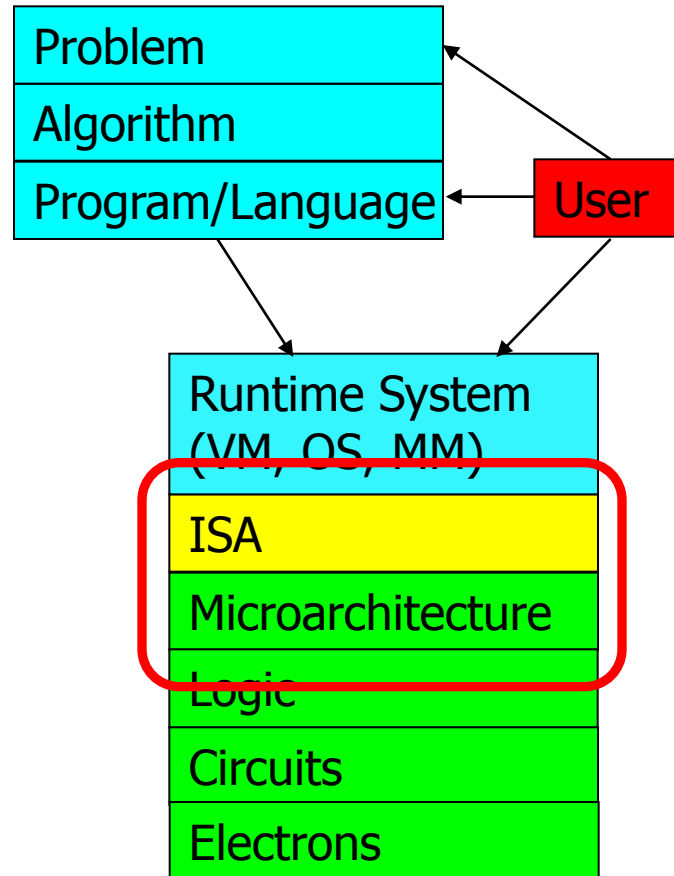 Problem
Algorithm
Program/Language
User
Runtime System
(VM, OS, MM)
ISA
Microarchitecture
Logic
Circuits
Electrons